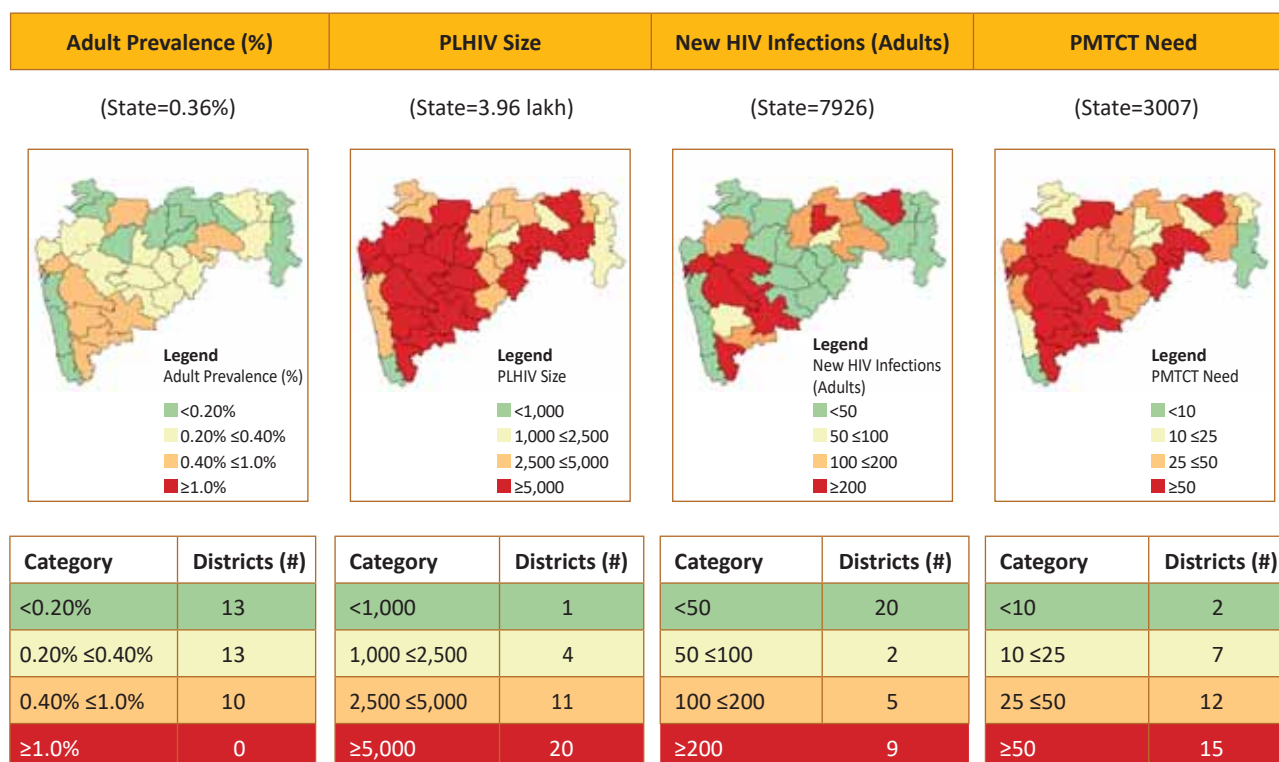 Adult Prevalence (%) PLHIV Size New HIV Infections (Adults) PMTCT Need
(State=0.36%) (State=3.96 lakh) (State=7926) (State=3007)
Legend
Adult Prevalence (%)
<0.20%
0.20% ≤0.40%
0.40% ≤1.0%
≥1.0%
Legend
PLHIV Size
<1,000
1,000 ≤2,500
2,500 ≤5,000
≥5,000
Legend
New HIV Infections
(Adults)
<50
50 ≤100
100 ≤200
≥200
Legend
PMTCT Need
<10
10 ≤25
25 ≤50
≥50
Category Districts (#)
<0.20% 13
0.20% ≤0.40% 13
0.40% ≤1.0% 10
≥1.0% 0
Category Districts (#)
<1,000 1
1,000 ≤2,500 4
2,500 ≤5,000 11
≥5,000 20
Category Districts (#)
<50 20
50 ≤100 2
100 ≤200 5
≥200 9
Category Districts (#)
<10 2
10 ≤25 7
25 ≤50 12
≥50 15